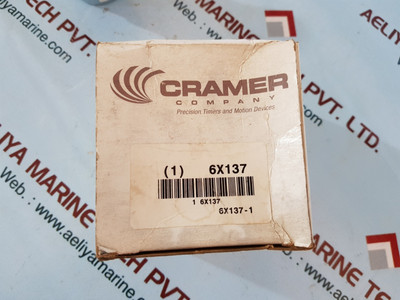 CRAMER
COMPANY
Precision Timers and Motion Devices
(1) 6X137
1 6X137
6X137-1
AELIYA MARINE TECH PVT.
Web. : www.aeliyamarine.com